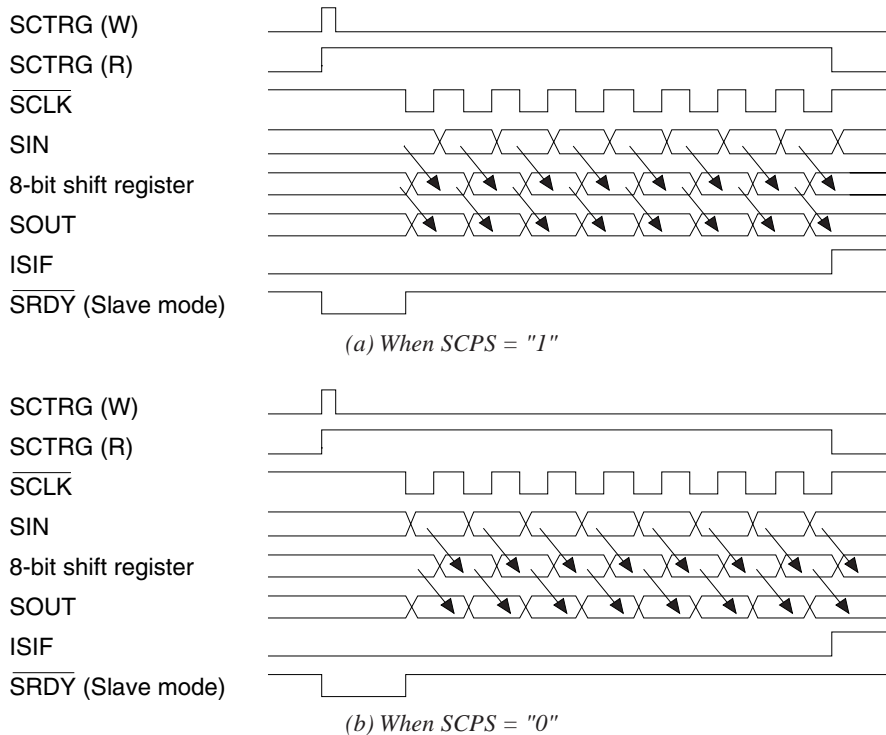 SCTRG (W)
SCTRG (R)
SCLK
SIN
8-bit shift register
SOUT
ISIF
SRDY (Slave mode)
(a) When SCPS = "1"
SCTRG (W)
SCTRG (R)
SCLK
SIN
8-bit shift register
SOUT
ISIF
SRDY (Slave mode)
(b) When SCPS = "0"